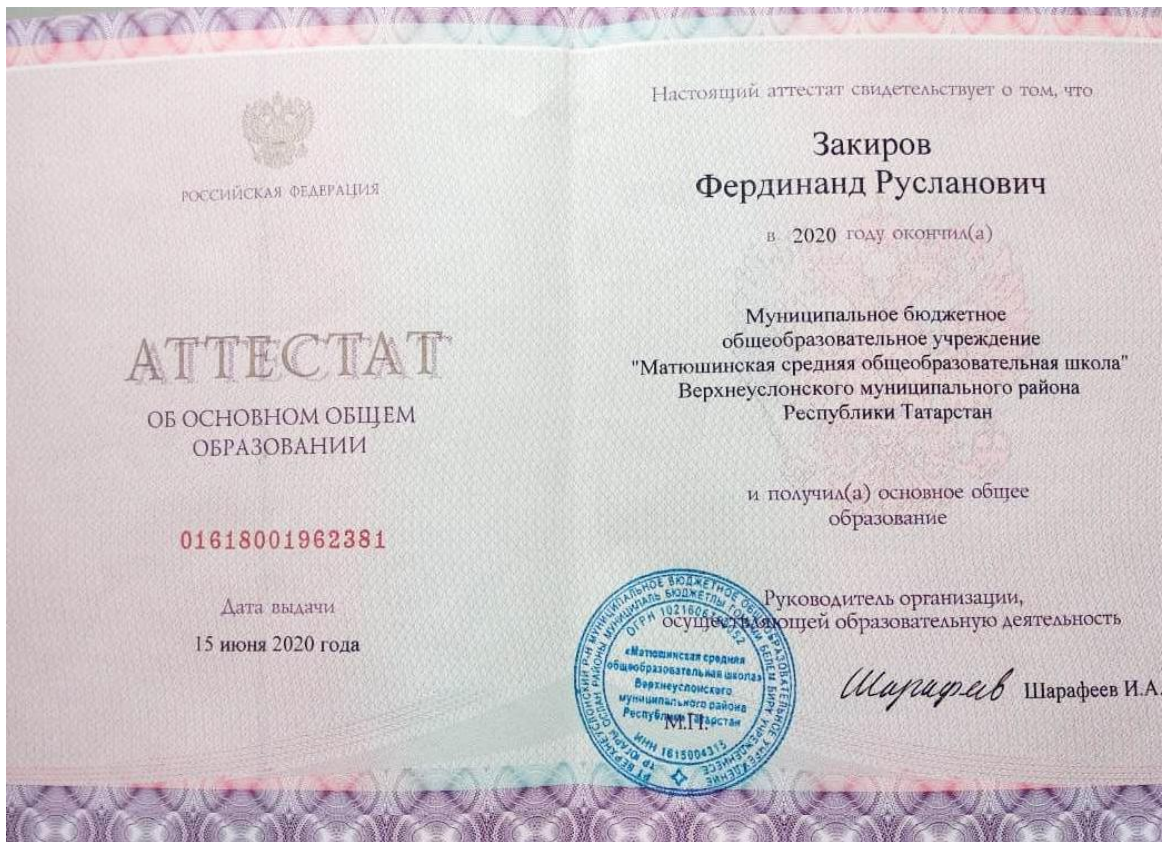 РОССИЙСКАЯ ФЕДЕРАЦИЯ
АТТЕСТАТ
ОБ ОСНОВНОМ ОБЩЕМ
ОБРАЗОВАНИИ
01618001962381
Дата выдачи
15 июня 2020 года
Настоящий аттестат свидетельствует о том, что
Закиров
Фердинанд Русланович
в 2020 году окончил(а)
Муниципальное бюджетное
общеобразовательное учреждение
"Матюшинская средняя общеобразовательная школа"
Верхнеуслонского муниципального района
Республики Татарстан
и получил(а) основное общее
образование
Руководитель организации,
осуществляющей образовательную деятельность
Шарафеев Шарафеев И.А.
М.П.
«Матюшинская средняя
общеобразовательная школа»
Верхнеуслонского
муниципального района
Республики Татарстан
ИНН 1615004315